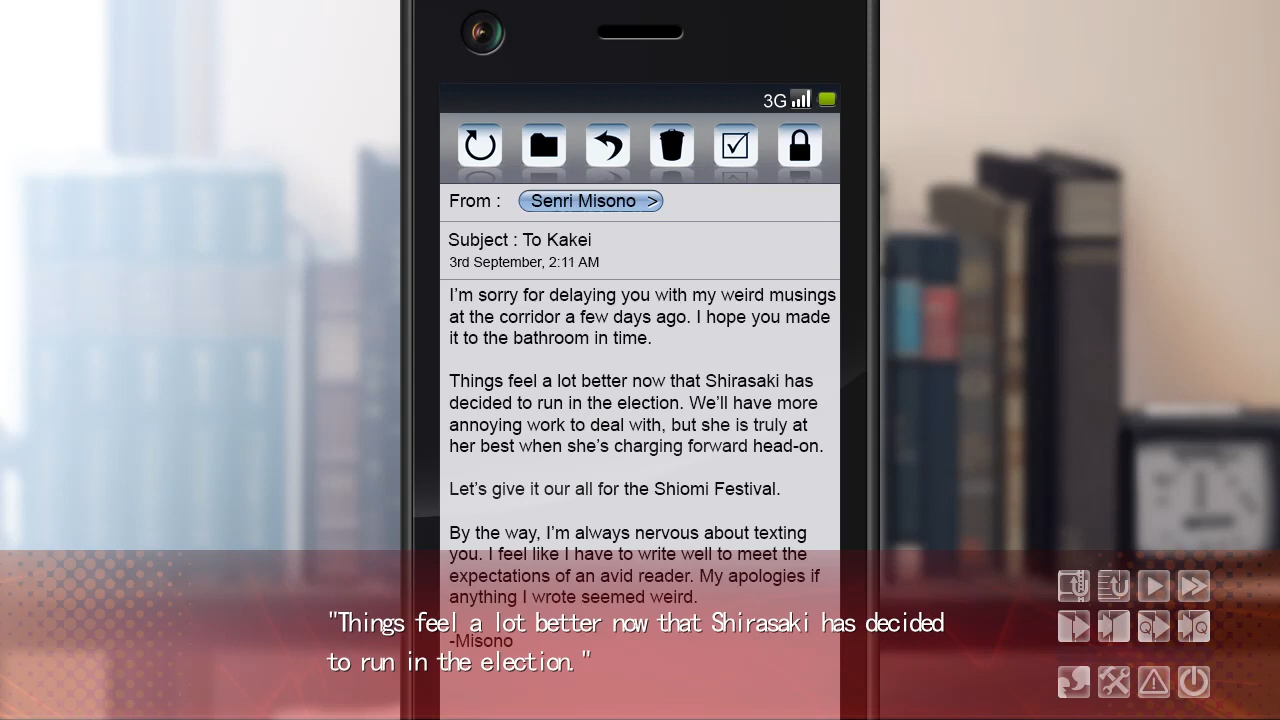 3G
From : Senri Misono >
Subject : To Kakei
3rd September, 2:11 AM
I'm sorry for delaying you with my weird musings
at the corridor a few days ago. I hope you made
it to the bathroom in time.
Things feel a lot better now that Shirasaki has
decided to run in the election. We'll have more
annoying work to deal with, but she is truly at
her best when she's charging forward head-on.
Let's give it our all for the Shiomi Festival.
By the way, I'm always nervous about texting
you. I feel like I have to write well to meet the
expectations of an avid reader. My apologies if
anything I wrote seemed weird.
-Misono
"Things feel a lot better now that Shirasaki has decided
to run in the election."
Q Q